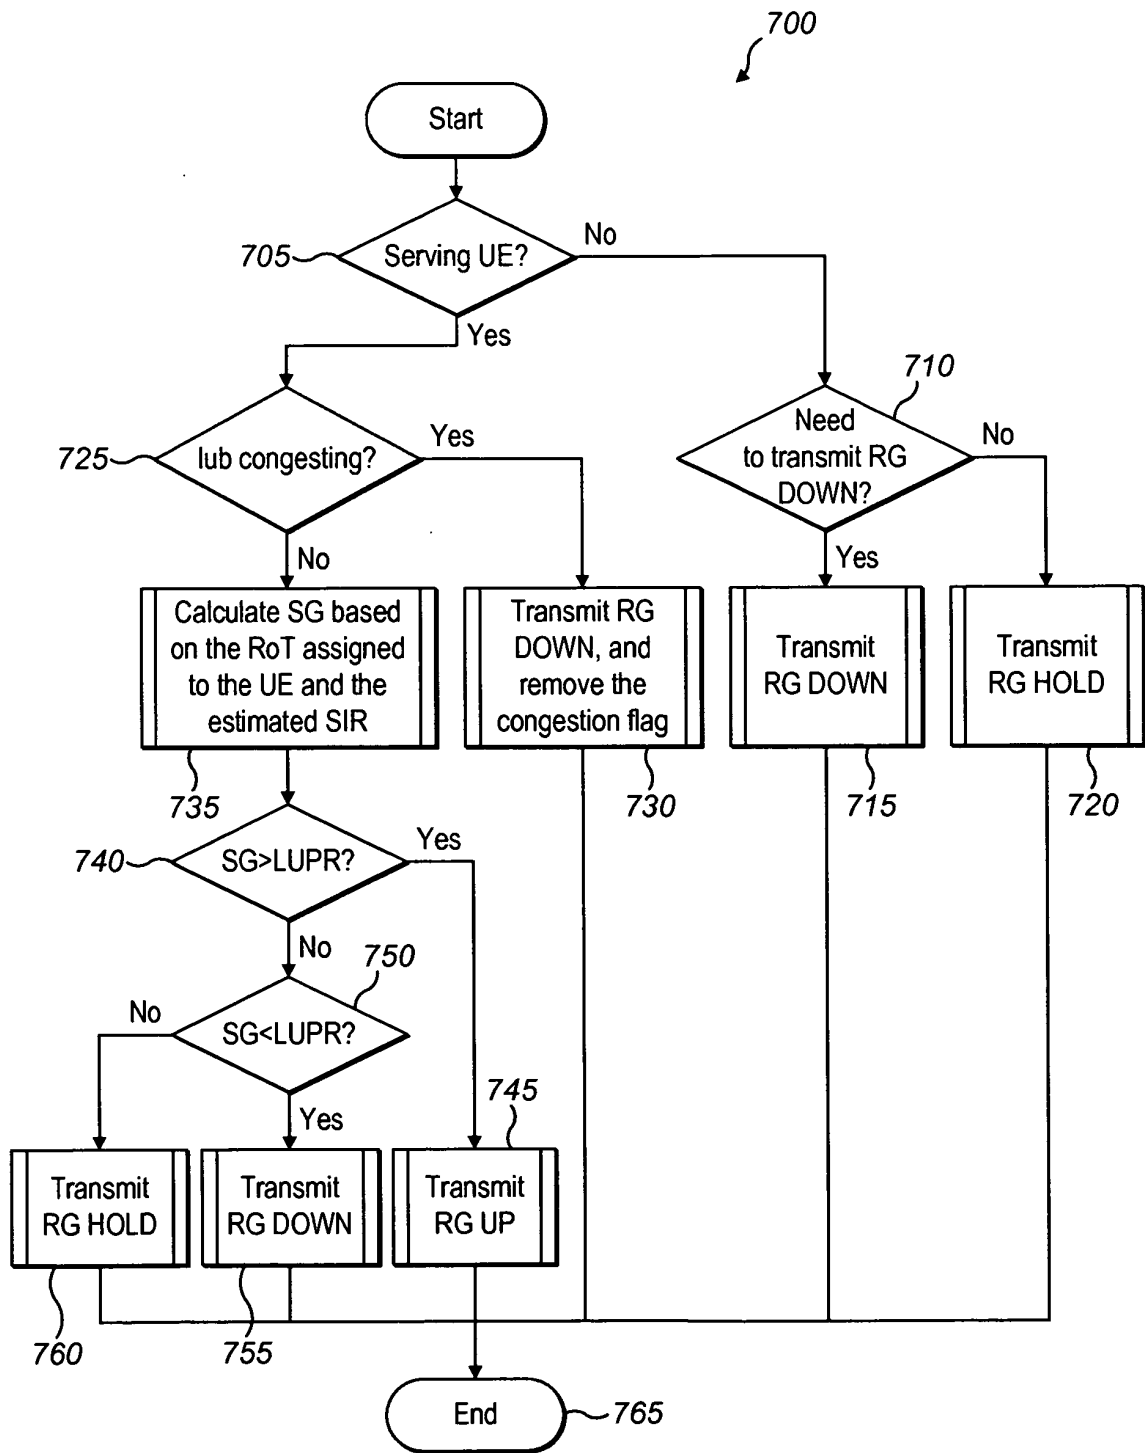 700
Start
705
Serving UE?
No
Yes
710
725
Iub congesting?
Yes
Need
to transmit RG
DOWN?
No
No
Yes
Calculate SG based
on the RoT assigned
to the UE and the
estimated SIR
Transmit RG
DOWN, and
remove the
congestion flag
Transmit
RG DOWN
Transmit
RG HOLD
735
730
715
720
740
SG>LUPR?
Yes
No
750
No
SG<LUPR?
745
Yes
Transmit
RG HOLD
Transmit
RG DOWN
Transmit
RG UP
760
755
End
765